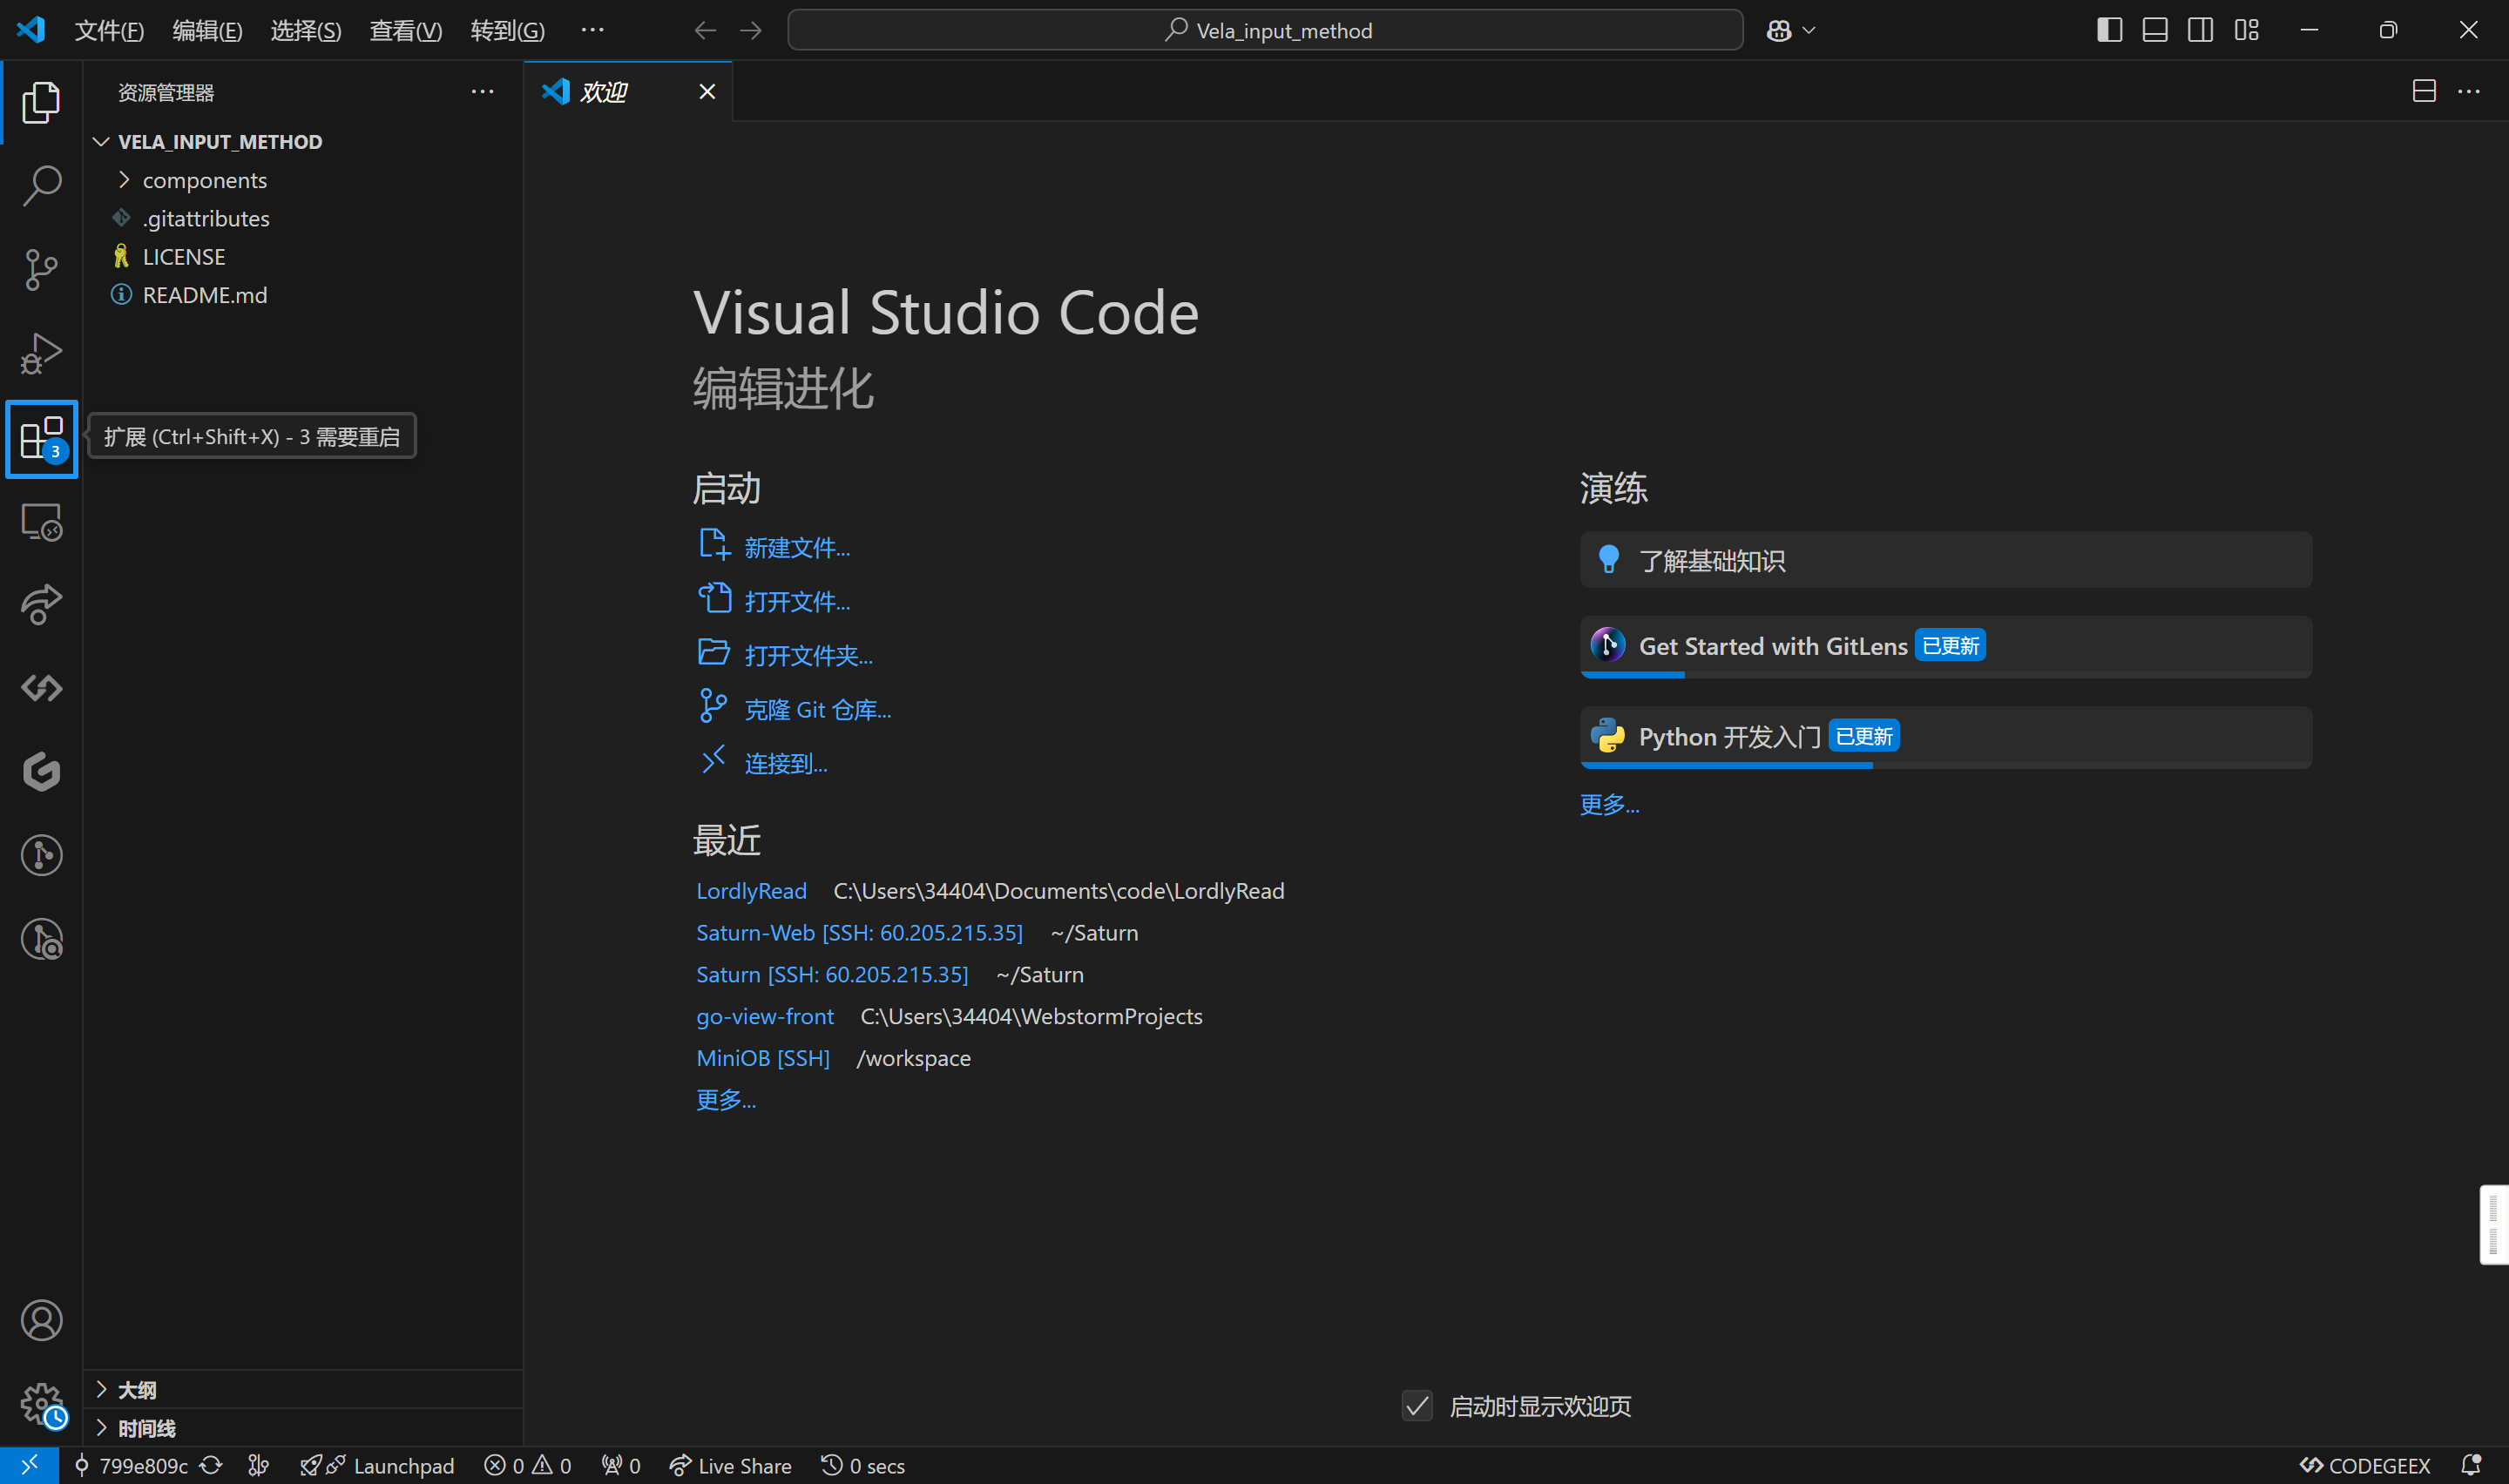 文件(F) 编辑(E) 选择(S) 查看(V) 转到(G) ··· Vela_input_method
资源管理器 ···
欢迎
VELA_INPUT_METHOD
components
.gitattributes
LICENSE
README.md
Visual Studio Code
编辑进化
3
扩展 (Ctrl+Shift+X) - 3 需要重启
启动
新建文件...
打开文件...
打开文件夹...
克隆 Git 仓库...
连接到...
演练
了解基础知识
Get Started with GitLens 已更新
Python 开发入门 已更新
更多...
最近
LordlyRead C:\Users\34404\Documents\code\LordlyRead
Saturn-Web [SSH: 60.205.215.35] ~/Saturn
Saturn [SSH: 60.205.215.35] ~/Saturn
go-view-front C:\Users\34404\WebstormProjects
MiniOB [SSH] /workspace
更多...
大纲
时间线
启动时显示欢迎页
799e809c Launchpad 0 0 0 Live Share 0 secs CODEGEEX